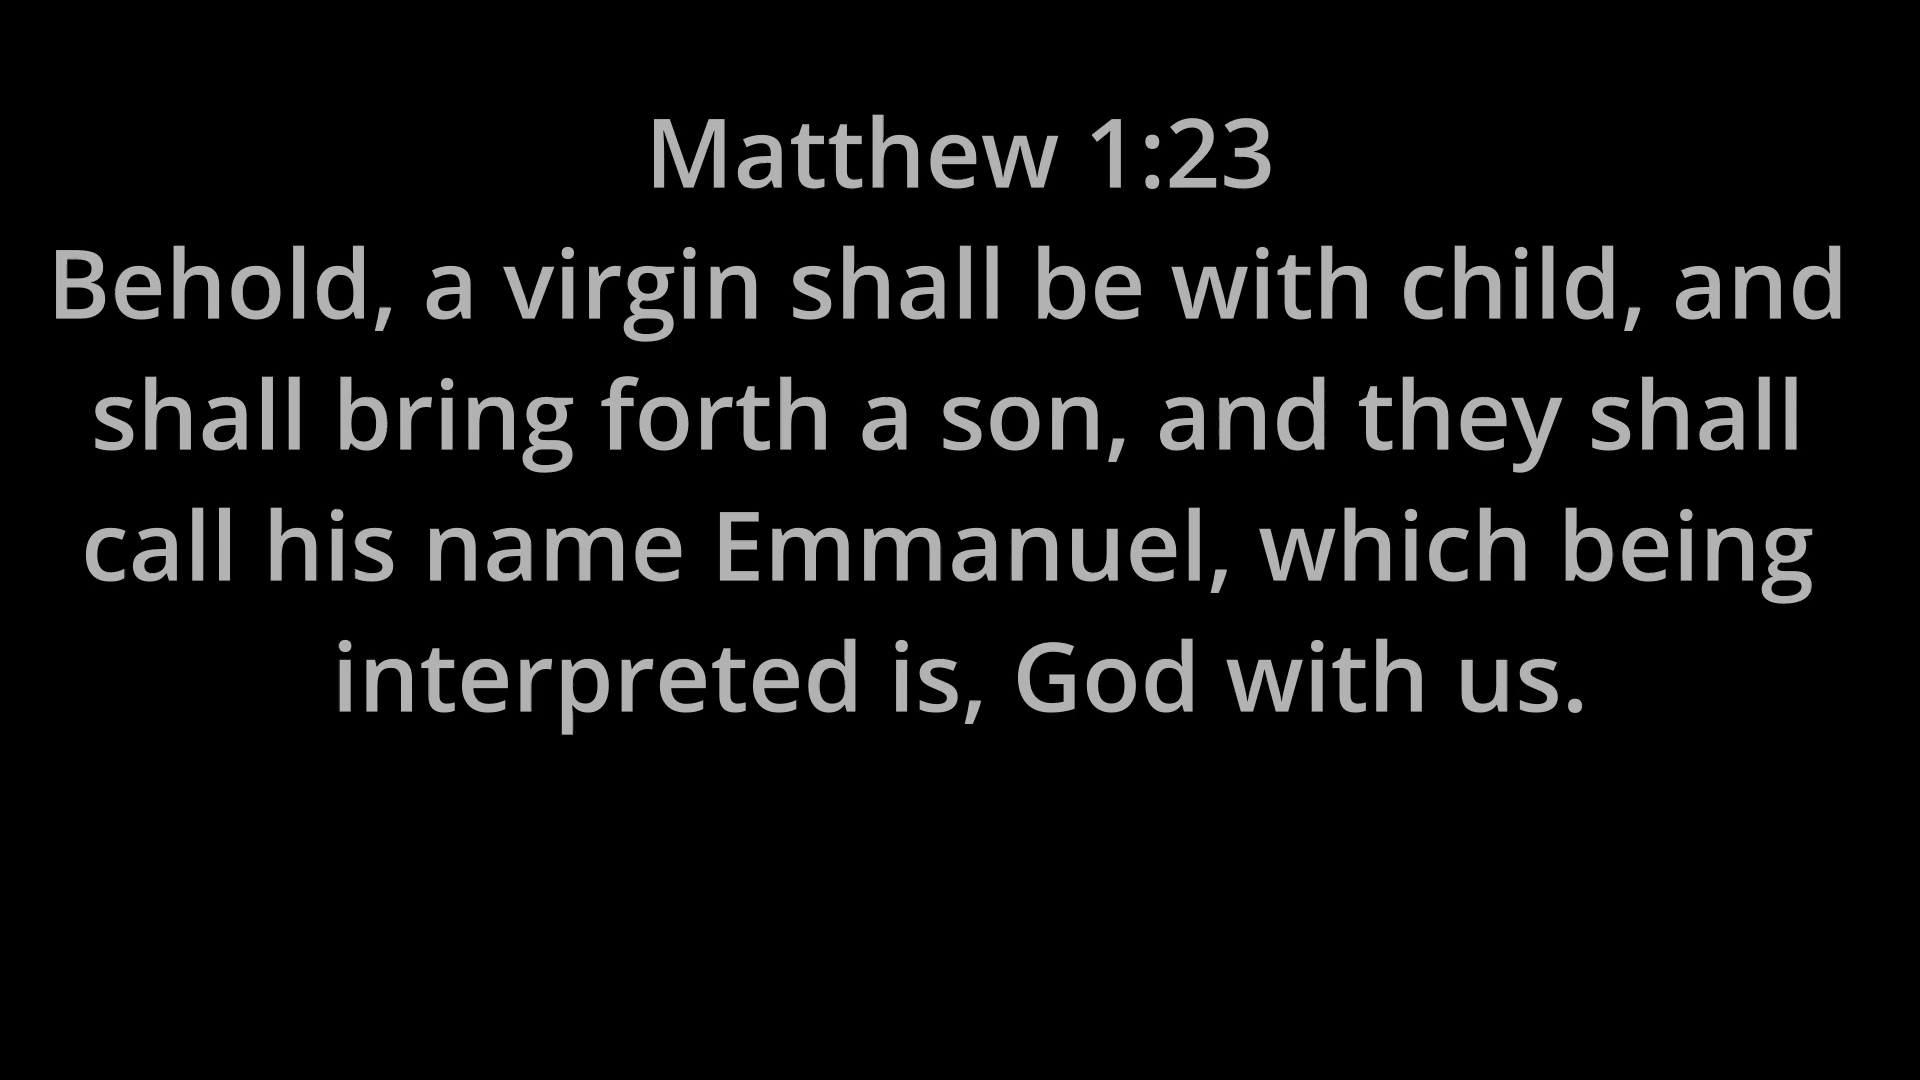 Matthew 1:23
Behold, a virgin shall be with child, and
shall bring forth a son, and they shall
call his name Emmanuel, which being
interpreted is, God with us.